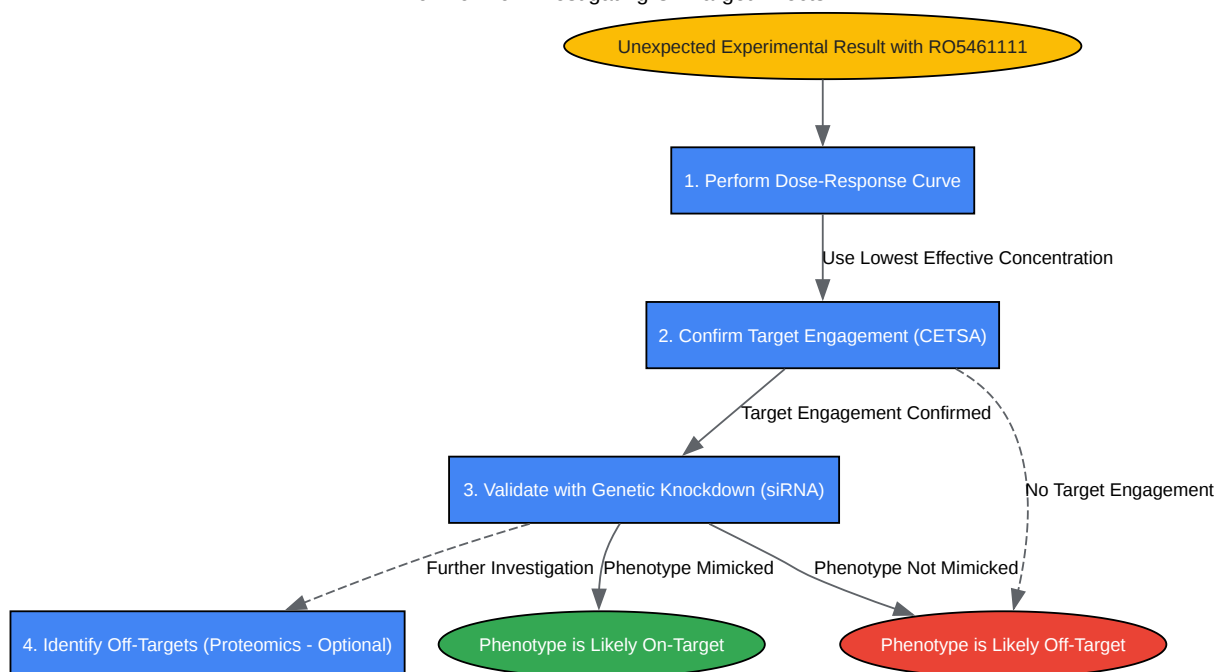 Unexpected Experimental Result with RO5461111
1. Perform Dose-Response Curve
Use Lowest Effective Concentration
2. Confirm Target Engagement (CETSA)
Target Engagement Confirmed
3. Validate with Genetic Knockdown (siRNA)
No Target Engagement
Further Investigation
Phenotype Mimicked
Phenotype Not Mimicked
4. Identify Off-Targets (Proteomics - Optional)
Phenotype is Likely On-Target
Phenotype is Likely Off-Target